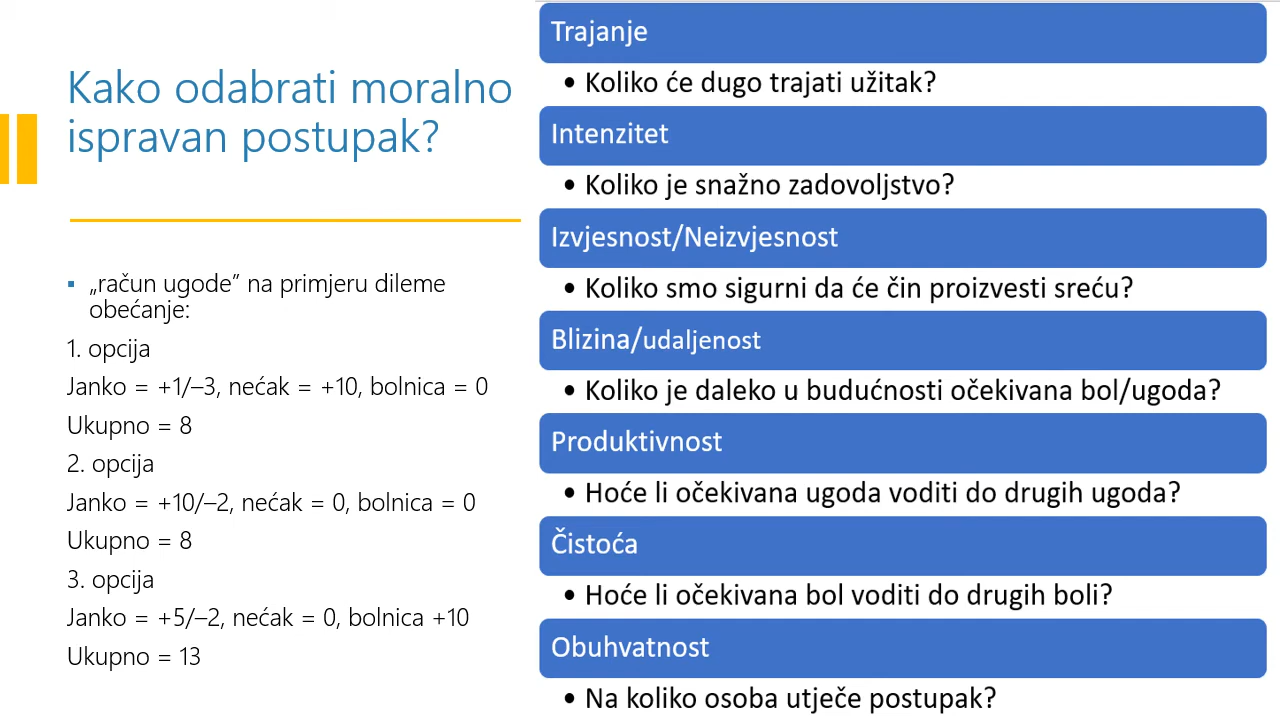 Kako odabrati moralno
ispravan postupak?
▪ „račun ugode” na primjeru dileme
obećanje:
1. opcija
Janko = +1/–3, nećak = +10, bolnica = 0
Ukupno = 8
2. opcija
Janko = +10/–2, nećak = 0, bolnica = 0
Ukupno = 8
3. opcija
Janko = +5/–2, nećak = 0, bolnica +10
Ukupno = 13
Trajanje
• Koliko će dugo trajati užitak?
Intenzitet
• Koliko je snažno zadovoljstvo?
Izvjesnost/Neizvjesnost
• Koliko smo sigurni da će čin proizvesti sreću?
Blizina/udaljenost
• Koliko je daleko u budućnosti očekivana bol/ugoda?
Produktivnost
• Hoće li očekivana ugoda voditi do drugih ugoda?
Čistoća
• Hoće li očekivana bol voditi do drugih boli?
Obuhvatnost
• Na koliko osoba utječe postupak?